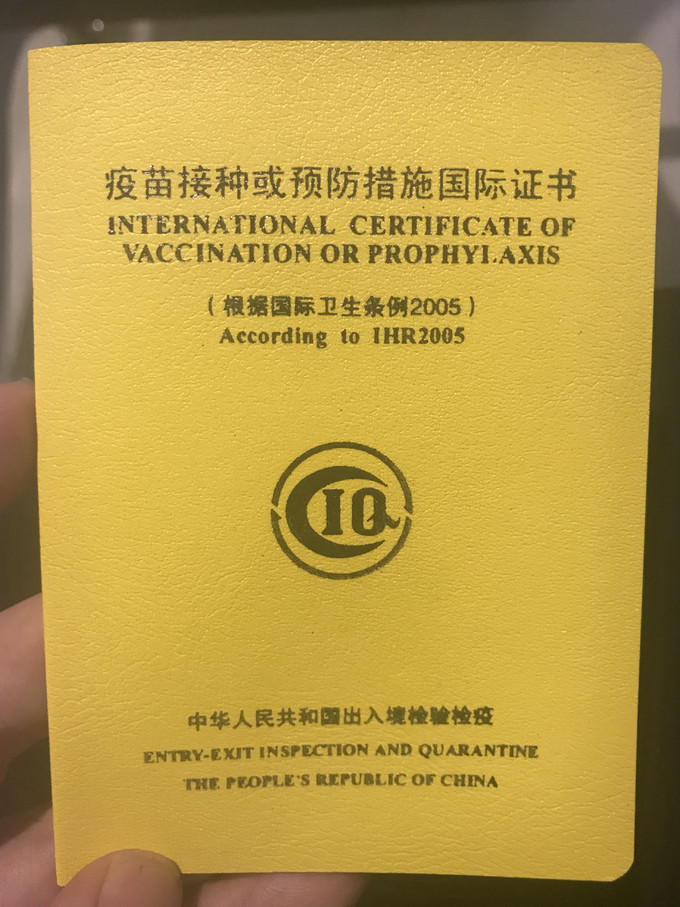 疫苗接种或预防措施国际证书
INTERNATIONAL CERTIFICATE OF
VACCINATION OR PROPHYLAXIS
（根据国际卫生条例2005）
According to IHR2005
CIQ
中华人民共和国出入境检验检疫
ENTRY-EXIT INSPECTION AND QUARANTINE
THE PEOPLE'S REPUBLIC OF CHINA